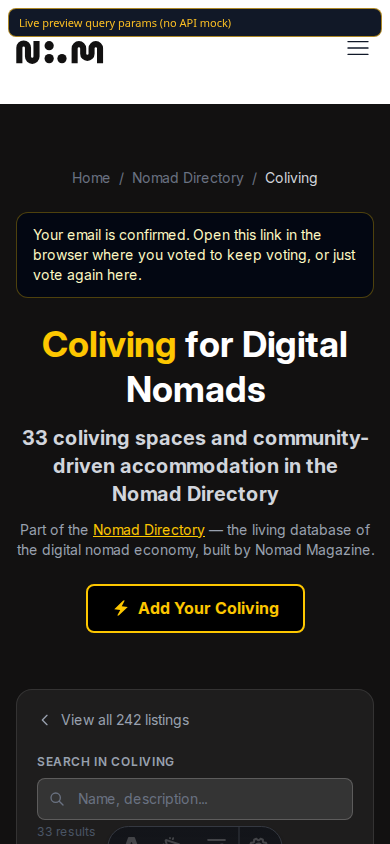 Live preview query params (no API mock)
N:.M
Home / Nomad Directory / Coliving
Your email is confirmed. Open this link in the
browser where you voted to keep voting, or just
vote again here.
Coliving for Digital
Nomads
33 coliving spaces and community-
driven accommodation in the
Nomad Directory
Part of the Nomad Directory — the living database of
the digital nomad economy, built by Nomad Magazine.
Add Your Coliving
View all 242 listings
SEARCH IN COLIVING
Name, description...
33 results